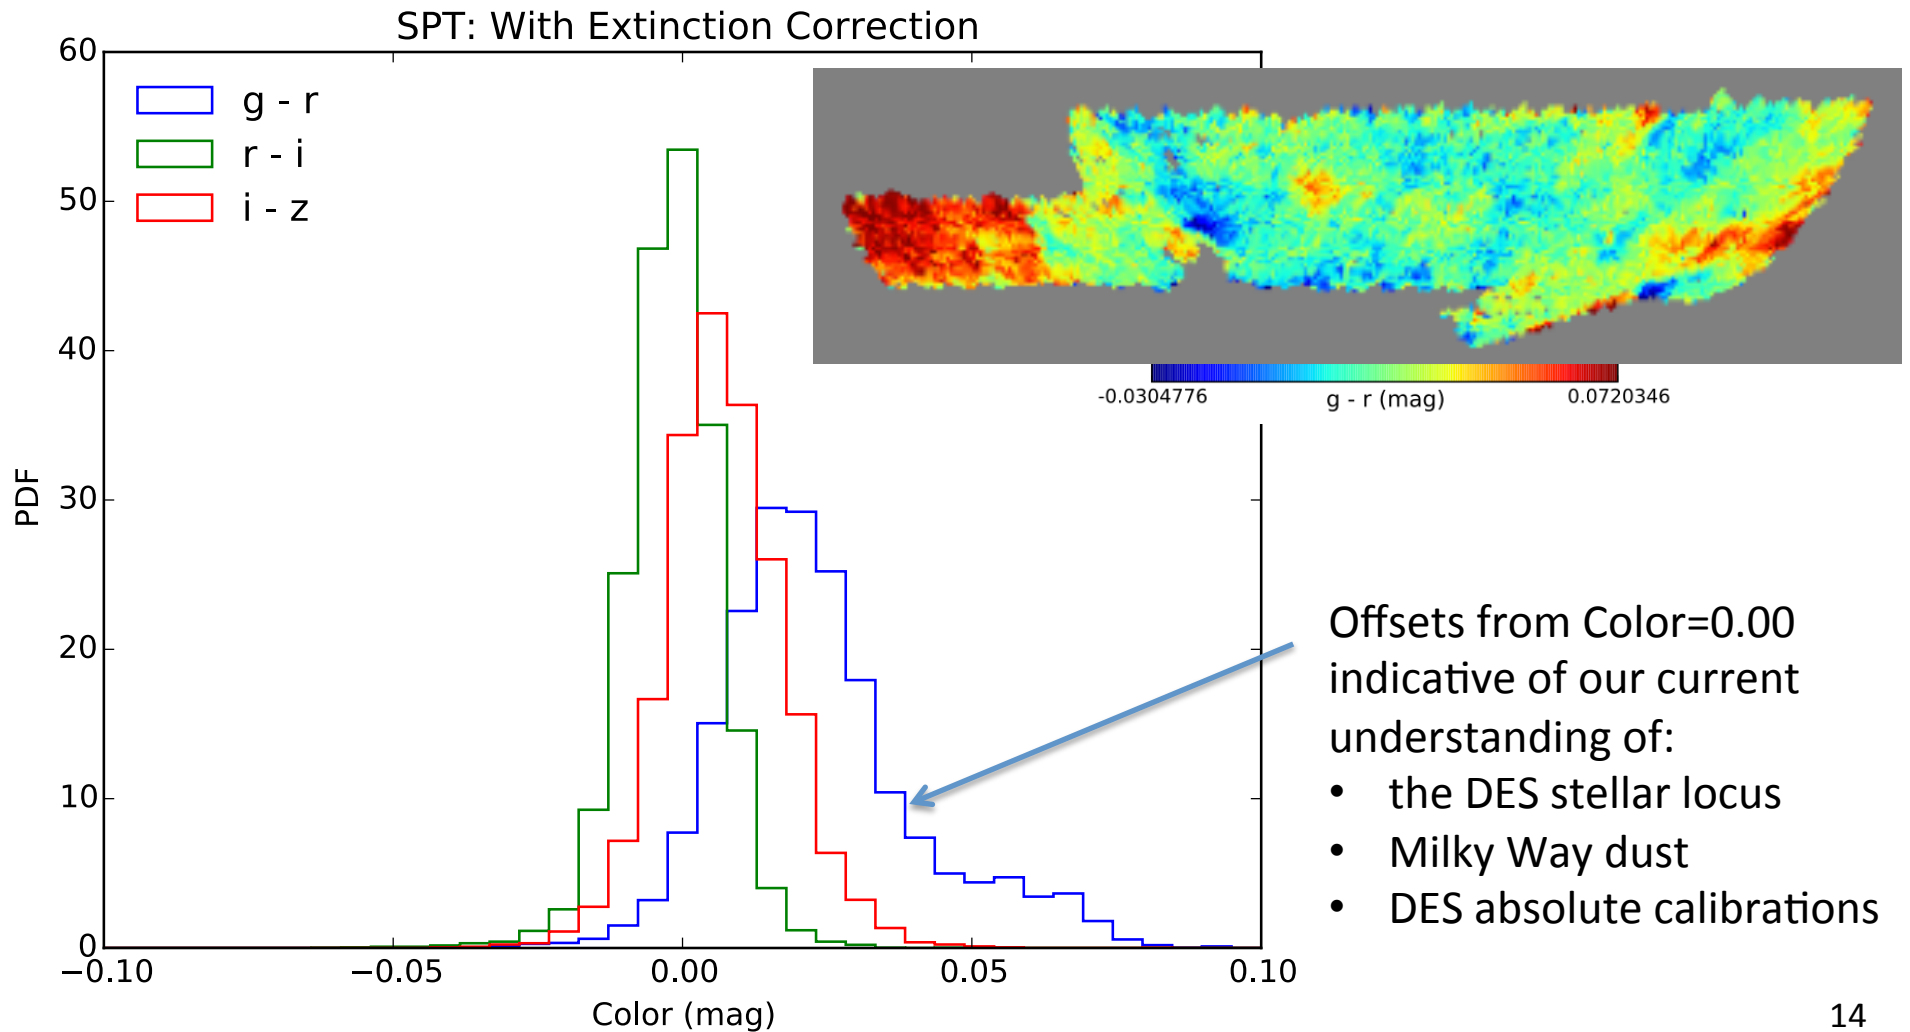 SPT: With Extinction Correction
60
50
40
30
20
10
0
PDF
g - r
r - i
i - z
−0.10
−0.05
0.00
0.05
0.10
Color (mag)
-0.0304776
g - r (mag)
0.0720346
Offsets from Color=0.00
indicative of our current
understanding of:
• the DES stellar locus
• Milky Way dust
• DES absolute calibrations
14